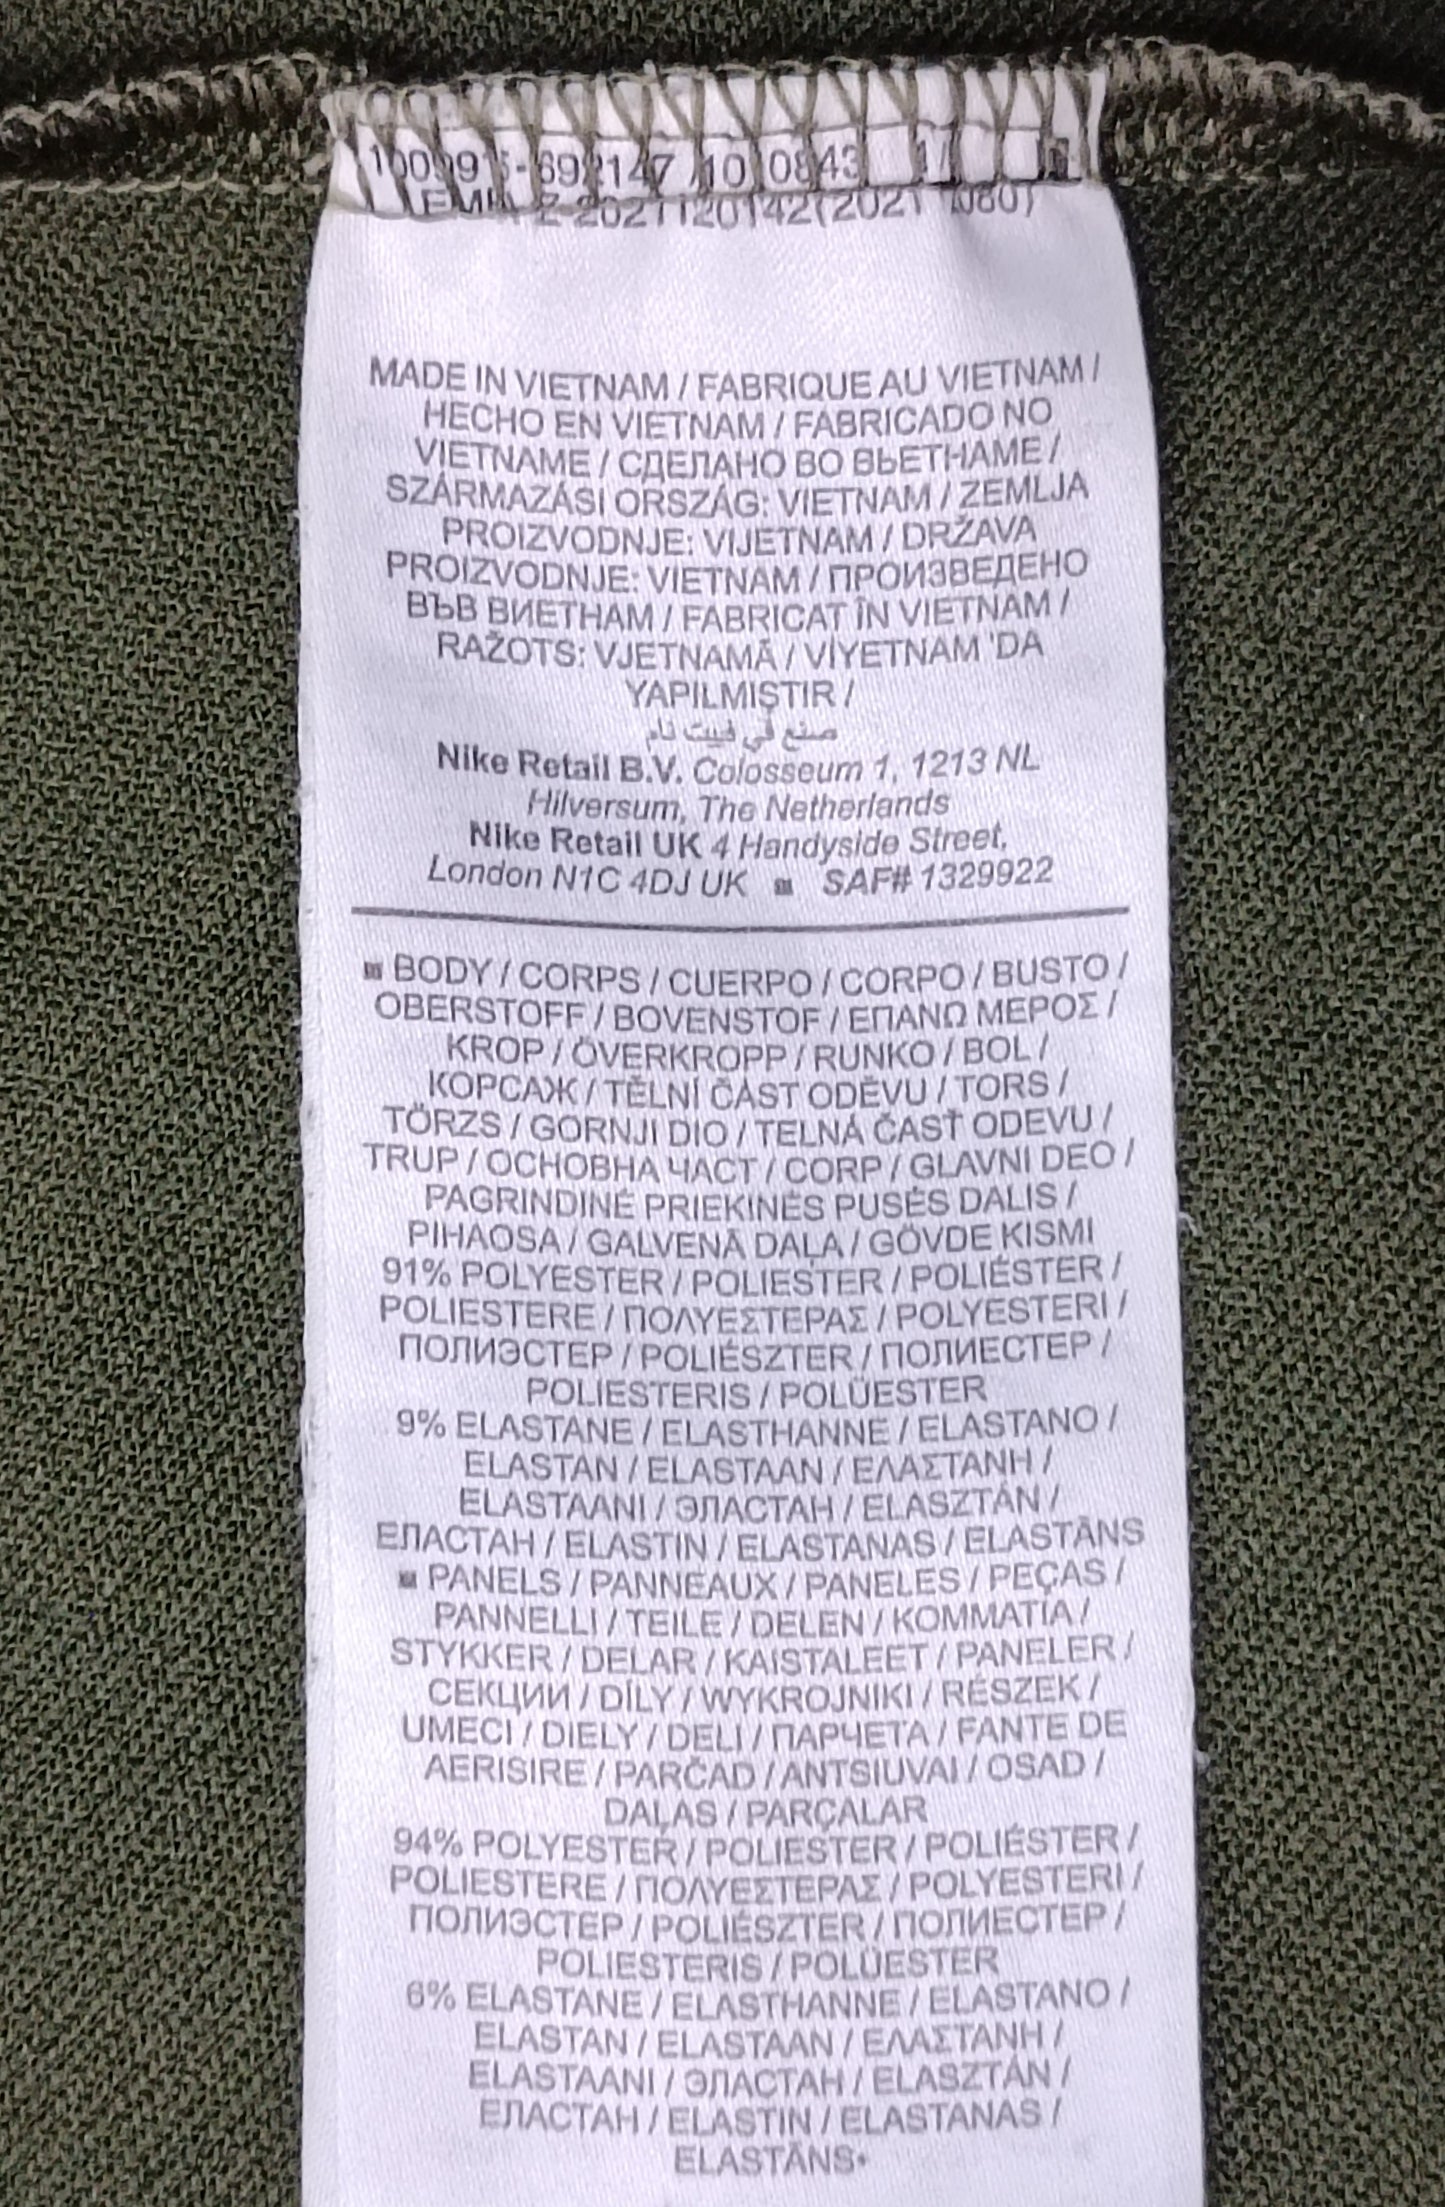 MADE IN VIETNAM / FABRIQUE AU VIETNAM /
HECHO EN VIETNAM / FABRICADO NO
VIETNAME / СДЕЛАНО ВО ВЬЕТНАМЕ /
SZÁRMAZÁSI ORSZÁG: VIETNAM / ZEMLJA
PROIZVODNJE: VIJETNAM / DRŽAVA
PROIZVODNJE: VIETNAM / ПРОИЗВЕДЕНО
ВЪВ ВИЕТНАМ / FABRICAT ÎN VIETNAM /
RAŽOTS: VJETNAMĀ / VİYETNAM 'DA
YAPILMIŞTIR /
صنع في فيت نام
Nike Retail B.V. Colosseum 1, 1213 NL
Hilversum, The Netherlands
Nike Retail UK 4 Handyside Street,
London N1C 4DJ UK SAF# 1329922
BODY / CORPS / CUERPO / CORPO / BUSTO /
OBERSTOFF / BOVENSTOF / ΕΠΑΝΩ ΜΕΡΟΣ /
KROP / ÖVERKROPP / RUNKO / BOL /
КОРСАЖ / TĚLNÍ ČÁST ODĚVU / TORS /
TÖRZS / GORNJI DIO / TELNÁ ČASŤ ODEVU /
TRUP / ОСНОВНА ЧАСТ / CORP / GLAVNI DEO /
PAGRINDINĖ PRIEKINĖS PUSĖS DALIS /
PIHAOSA / GALVENĀ DAĻA / GÖVDE KISMI
91% POLYESTER / POLIESTER / POLIÉSTER /
POLIESTERE / ΠΟΛΥΕΣΤΕΡΑΣ / POLYESTERI /
ПОЛИЭСТЕР / POLIÉSZTER / ПОЛИЕСТЕР /
POLIESTERIS / POLÜESTER
9% ELASTANE / ELASTHANNE / ELASTANO /
ELASTAN / ELASTAAN / ΕΛΑΣΤΑΝΗ /
ELASTAANI / ЭЛАСТАН / ELASZTÁN /
ЕЛАСТАН / ELASTIN / ELASTANAS / ELASTĀNS
PANELS / PANNEAUX / PANELES / PEÇAS /
PANNELLI / TEILE / DELEN / ΚΟΜΜΑΤΙΑ /
STYKKER / DELAR / KAISTALEET / PANELER /
СЕКЦИИ / DÍLY / WYKROJNIKI / RÉSZEK /
UMECI / DIELY / DELI / ПАРЧЕТА / FANTE DE
AERISIRE / PARČAD / ANTSIUVAI / OSAD /
DAĻAS / PARÇALAR
94% POLYESTER / POLIESTER / POLIÉSTER /
POLIESTERE / ΠΟΛΥΕΣΤΕΡΑΣ / POLYESTERI /
ПОЛИЭСТЕР / POLIÉSZTER / ПОЛИЕСТЕР /
POLIESTERIS / POLÜESTER
6% ELASTANE / ELASTHANNE / ELASTANO /
ELASTAN / ELASTAAN / ΕΛΑΣΤΑΝΗ /
ELASTAANI / ЭЛАСТАН / ELASZTÁN /
ЕЛАСТАН / ELASTIN / ELASTANAS /
ELASTĀNS•